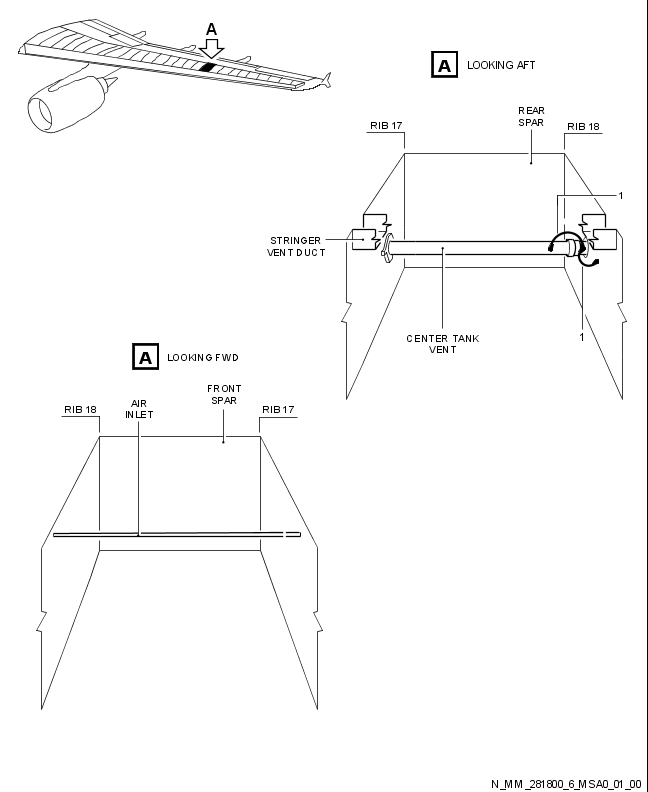 A
A LOOKING AFT
REAR
SPAR
RIB 17
RIB 18
1
STRINGER
VENT DUCT
CENTER TANK
VENT
1
A LOOKING FWD
FRONT
SPAR
AIR
INLET
RIB 18
RIB 17
N_MM_281800_6_MSA0_01_00